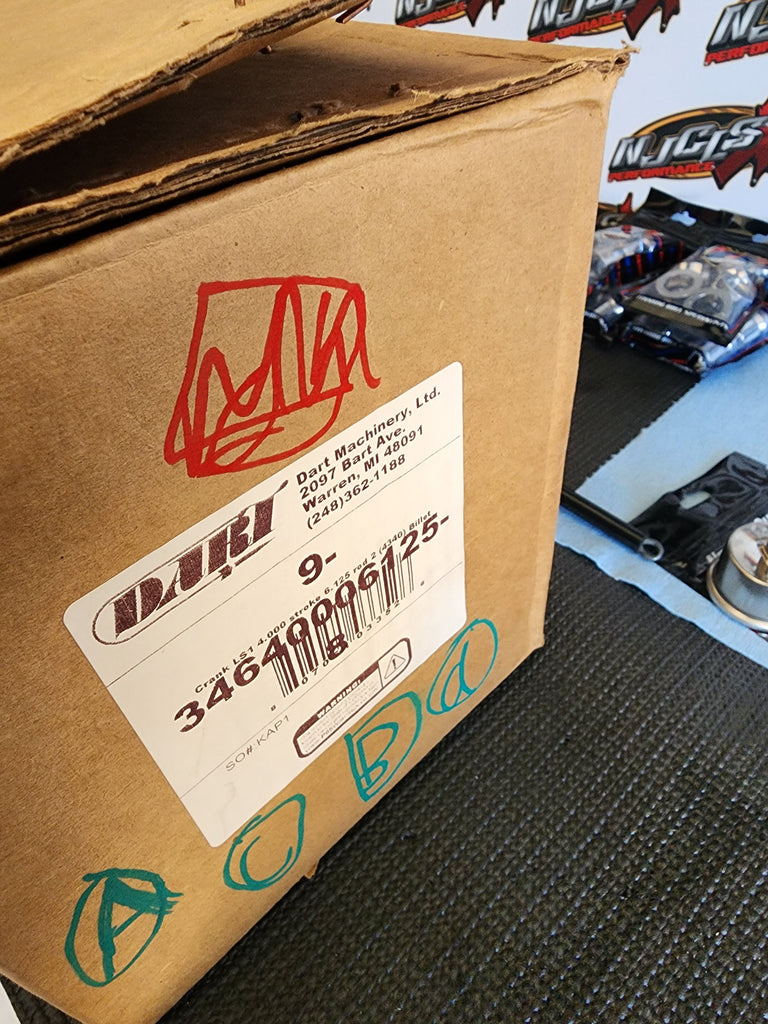 NJCIS
PERFORMANCE
DART
Dart Machinery, Ltd.
2097 Bart Ave.
Warren, MI 48091
(248)362-1188
9-
Crank LS1 4.000 stroke 6.125 rod 2 (4340) Billet
34640006125-
8
SO#:KAP1
WARNING!
A
C
B
d